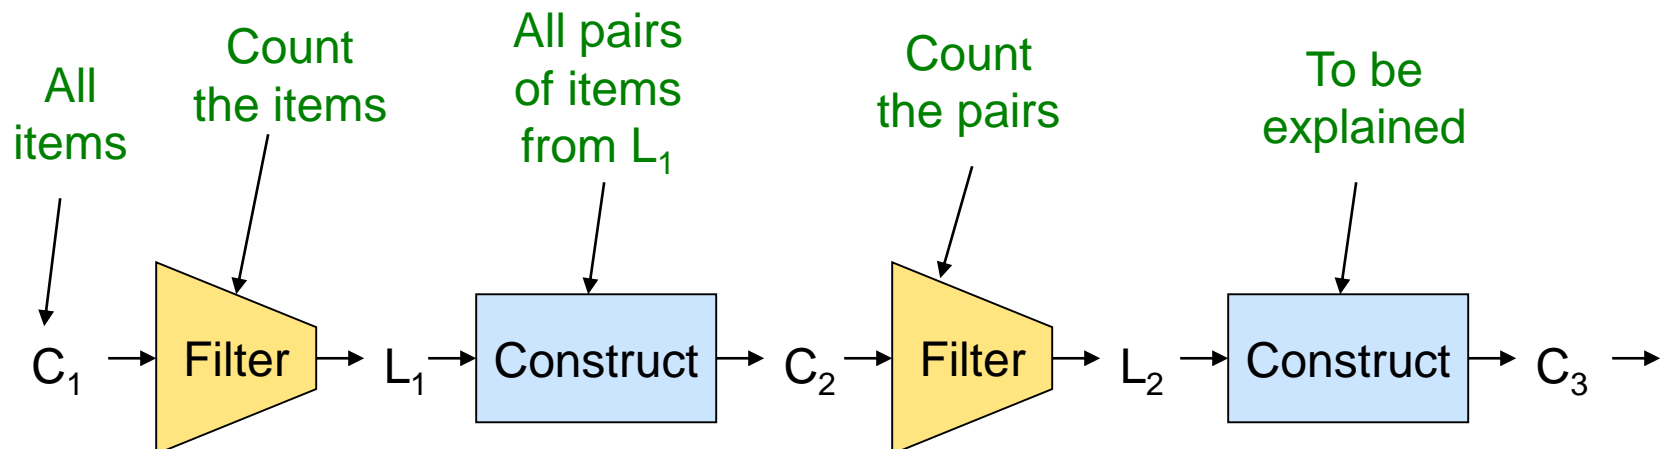 All
items
Count
the items
All pairs
of items
from L₁
Count
the pairs
To be
explained
C₁
Filter
L₁
Construct
C₂
Filter
L₂
Construct
C₃